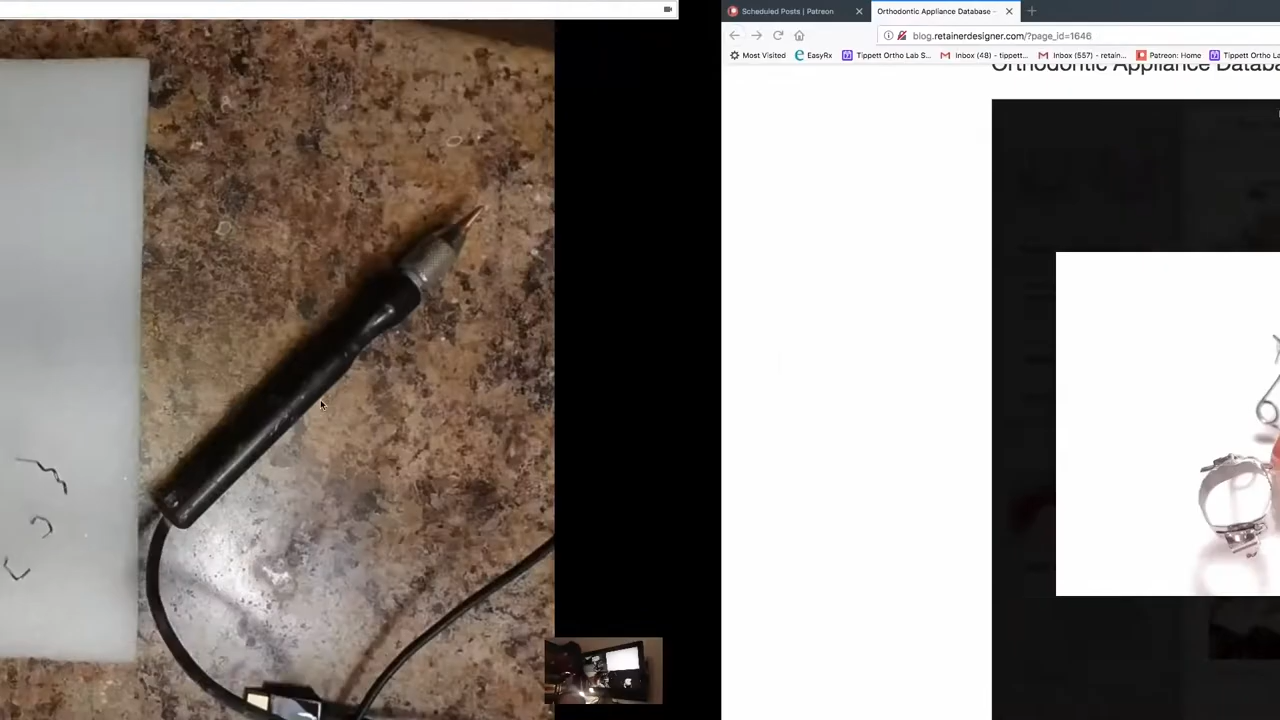 Scheduled Posts | Patreon
Orthodontic Appliance Database -
blog.retainerdesigner.com/?page_id=1646
Most Visited
EasyRx
Tippett Ortho Lab S...
Inbox (48) - tippett...
Inbox (557) - retain...
Patreon: Home
Tippett Ortho Lab
Orthodontic Appliance Databa